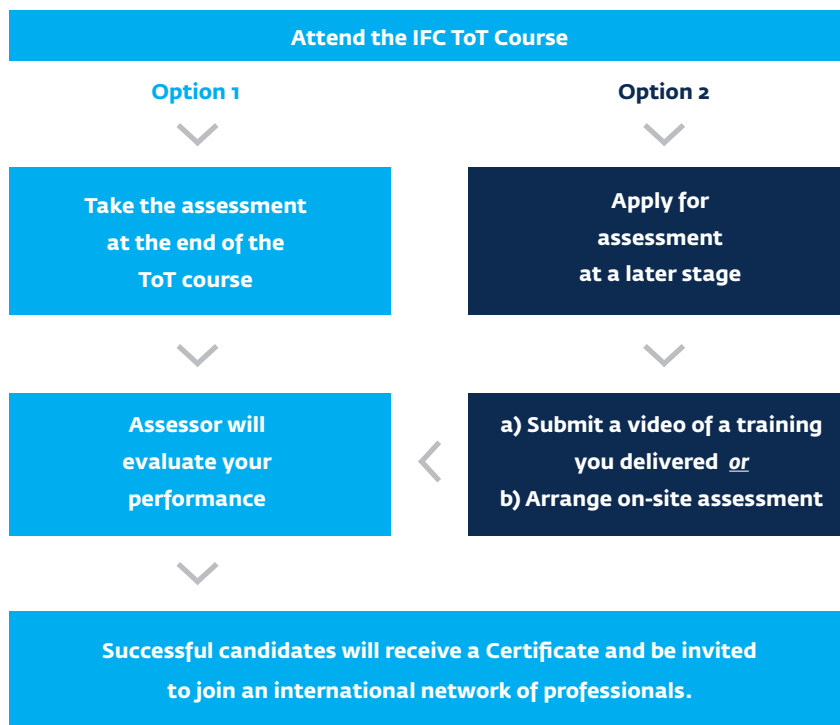 Attend the IFC ToT Course
Option 1
Option 2
Take the assessment
at the end of the
ToT course
Apply for
assessment
at a later stage
Assessor will
evaluate your
performance
a) Submit a video of a training
you delivered or
b) Arrange on-site assessment
Successful candidates will receive a Certificate and be invited
to join an international network of professionals.